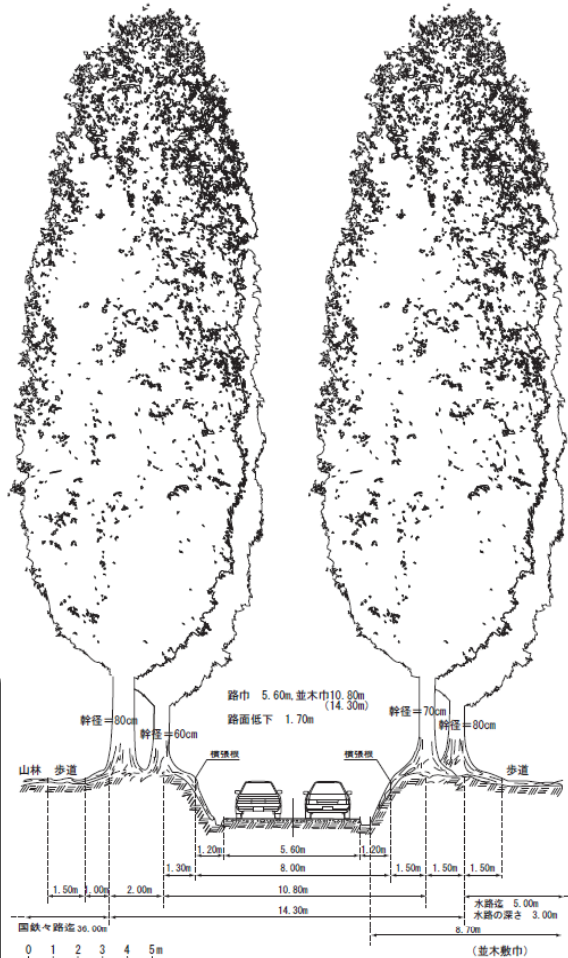 路巾 5.60m,並木巾10.80m
(14.30m)
路面低下 1.70m
幹径=80cm
幹径=60cm
幹径=70cm
幹径=80cm
横張根
横張根
山林 歩道
歩道
1.20m
5.60m
1.20m
1.30m
8.00m
1.50m
1.50m
1.50m
1.50m
1.00m
2.00m
10.80m
水路迄 5.00m
水路の深さ 3.00m
14.30m
国鉄々路迄36.00m
8.70m
(並木敷巾)
0 1 2 3 4 5m